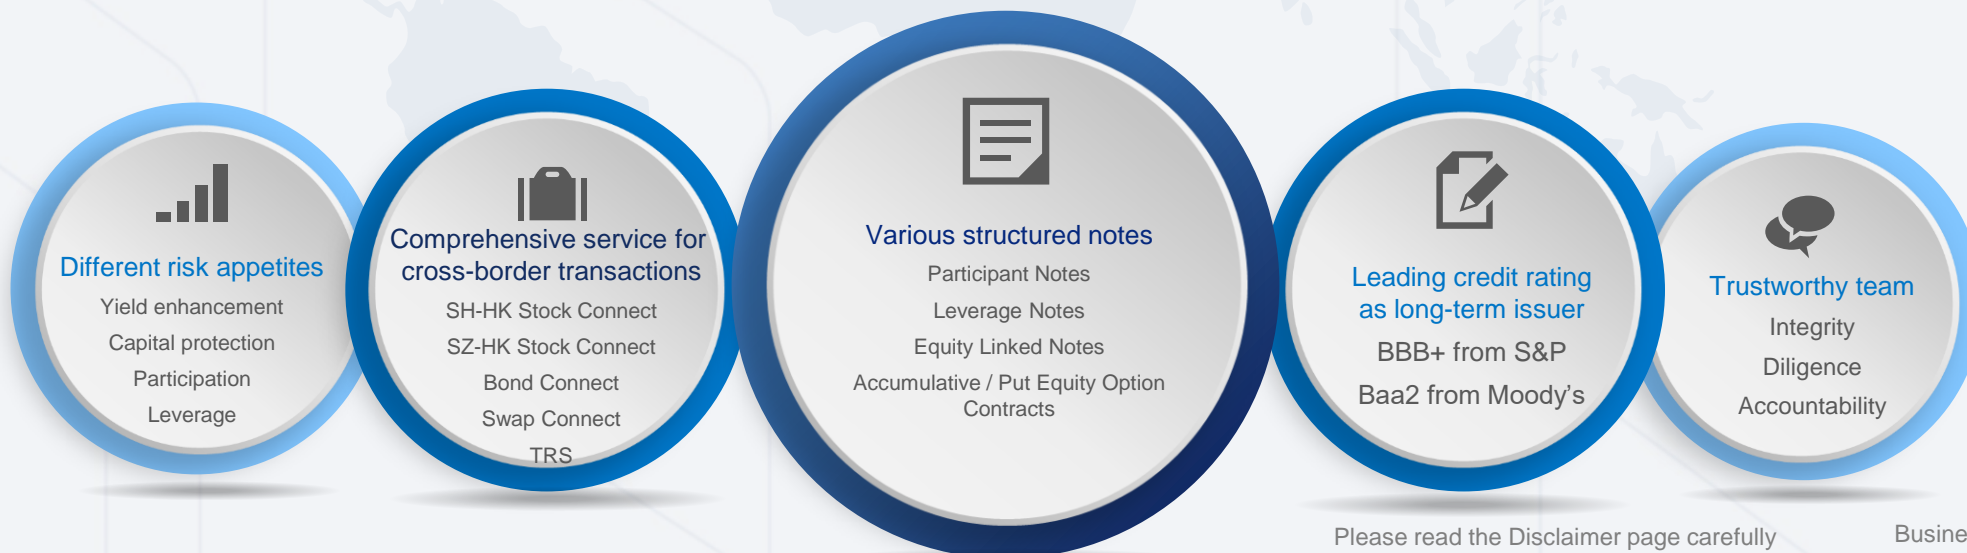 Different risk appetites
Yield enhancement
Capital protection
Participation
Leverage
Comprehensive service for
cross-border transactions
SH-HK Stock Connect
SZ-HK Stock Connect
Bond Connect
Swap Connect
TRS
Various structured notes
Participant Notes
Leverage Notes
Equity Linked Notes
Accumulative / Put Equity Option
Contracts
Leading credit rating
as long-term issuer
BBB+ from S&P
Baa2 from Moody's
Trustworthy team
Integrity
Diligence
Accountability
Please read the Disclaimer page carefully